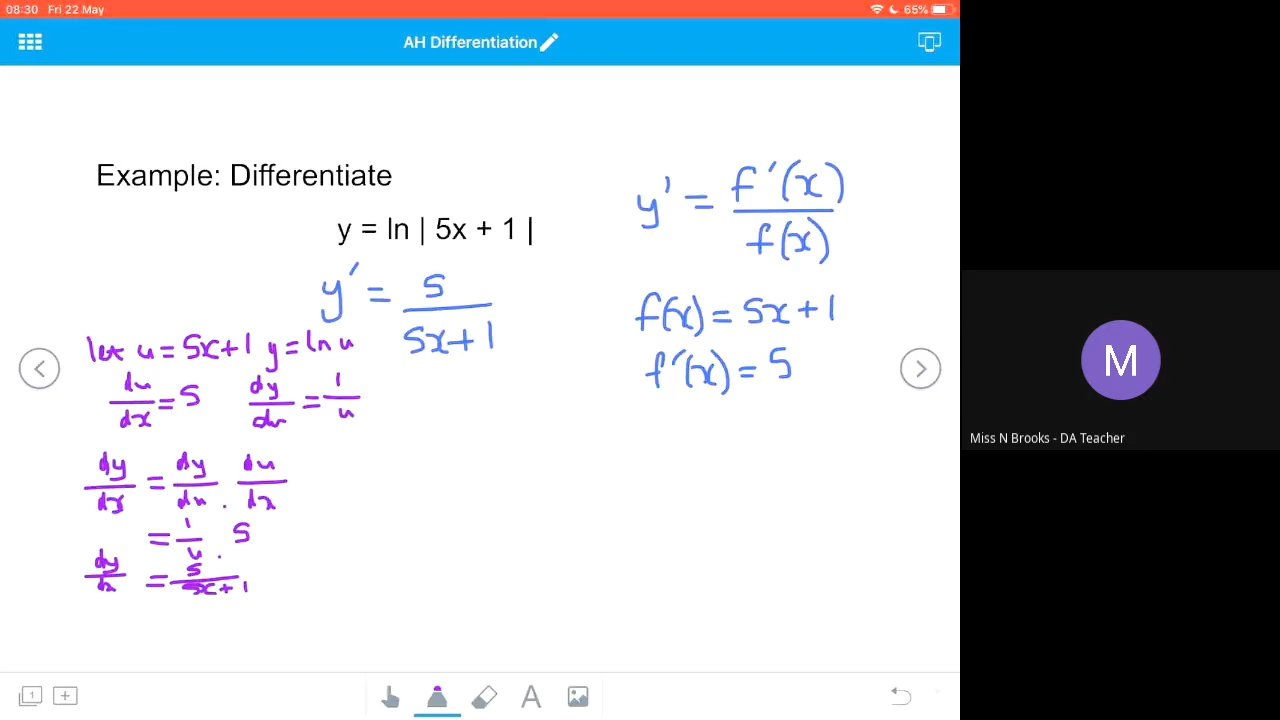 08:30 Fri 22 May
65%
AH Differentiation
Example: Differentiate
y = ln | 5x + 1 |
y' = 5 / 5x+1
let u = 5x+1 y = ln u
du/dx = 5 dy/du = 1/u
dy/dx = dy/du . du/dx
= 1/u . 5
dy/dx = 5/5x+1
y' = f'(x) / f(x)
f(x) = 5x+1
f'(x) = 5
M
Miss N Brooks - DA Teacher
1
A